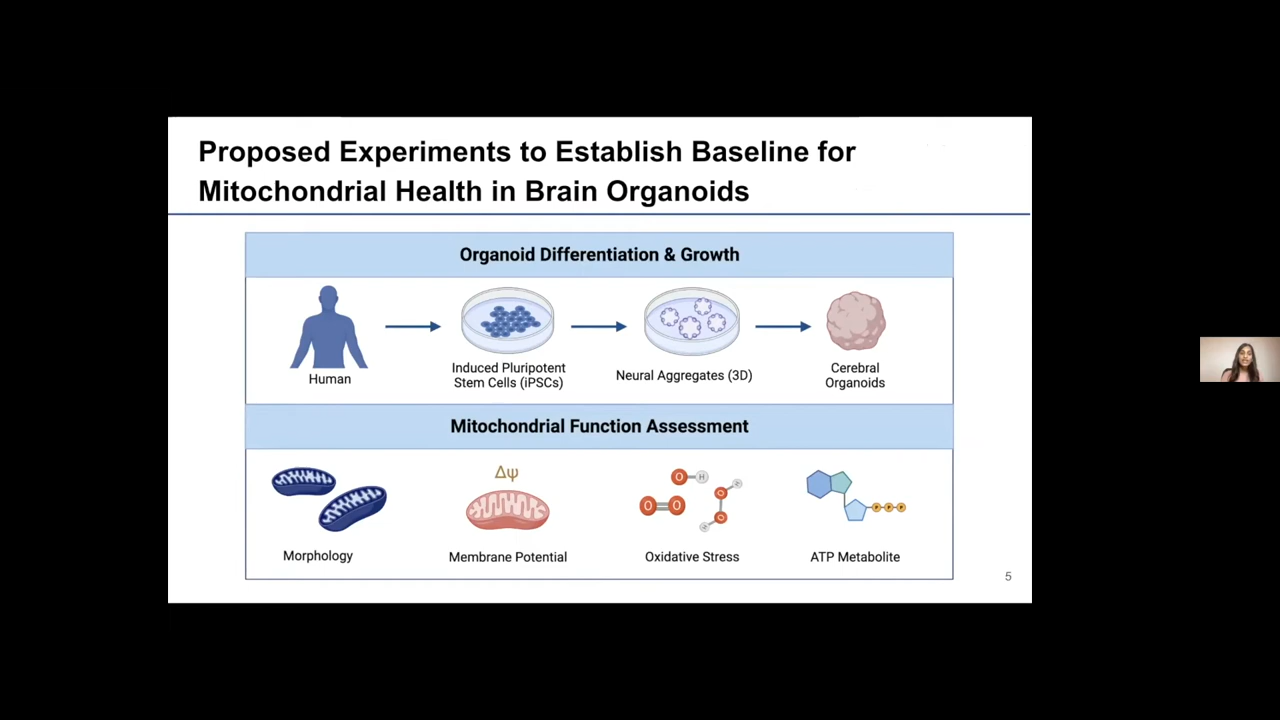 Proposed Experiments to Establish Baseline for
Mitochondrial Health in Brain Organoids
Organoid Differentiation & Growth
Human
Induced Pluripotent
Stem Cells (iPSCs)
Neural Aggregates (3D)
Cerebral
Organoids
Mitochondrial Function Assessment
Δψ
O H
O O
O
O
H
H
P P P
Morphology
Membrane Potential
Oxidative Stress
ATP Metabolite
5